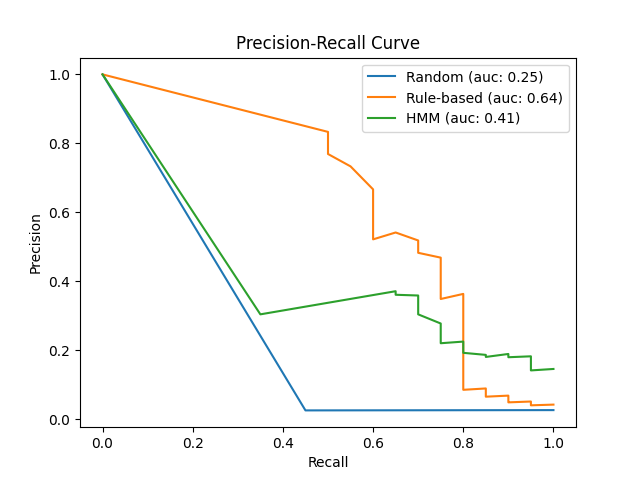 Precision-Recall Curve
Random (auc: 0.25)
Rule-based (auc: 0.64)
HMM (auc: 0.41)
Precision
1.0
0.8
0.6
0.4
0.2
0.0
0.0 0.2 0.4 0.6 0.8 1.0
Recall